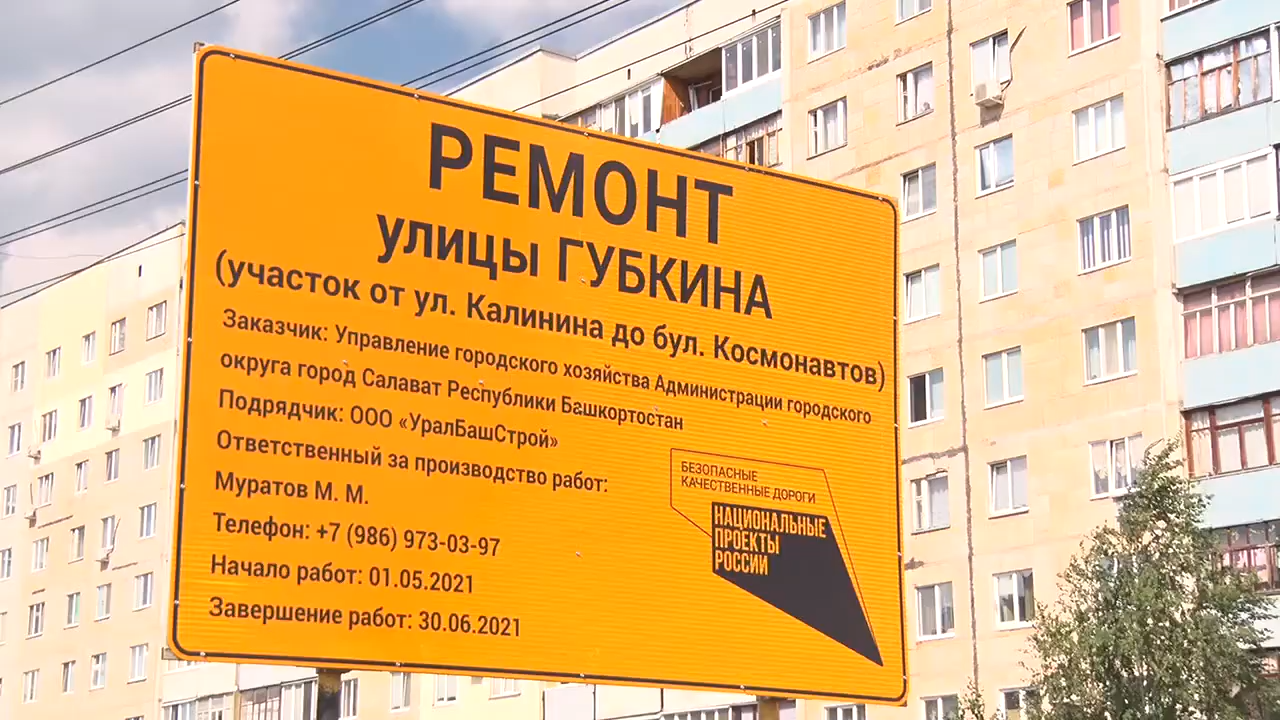 РЕМОНТ
улицы ГУБКИНА
(участок от ул. Калинина до бул. Космонавтов)
Заказчик: Управление городского хозяйства Администрации городского
округа город Салават Республики Башкортостан
Подрядчик: ООО «УралБашСтрой»
Ответственный за производство работ:
Муратов М. М.
Телефон: +7 (986) 973-03-97
Начало работ: 01.05.2021
Завершение работ: 30.06.2021
БЕЗОПАСНЫЕ
КАЧЕСТВЕННЫЕ ДОРОГИ
НАЦИОНАЛЬНЫЕ
ПРОЕКТЫ
РОССИИ